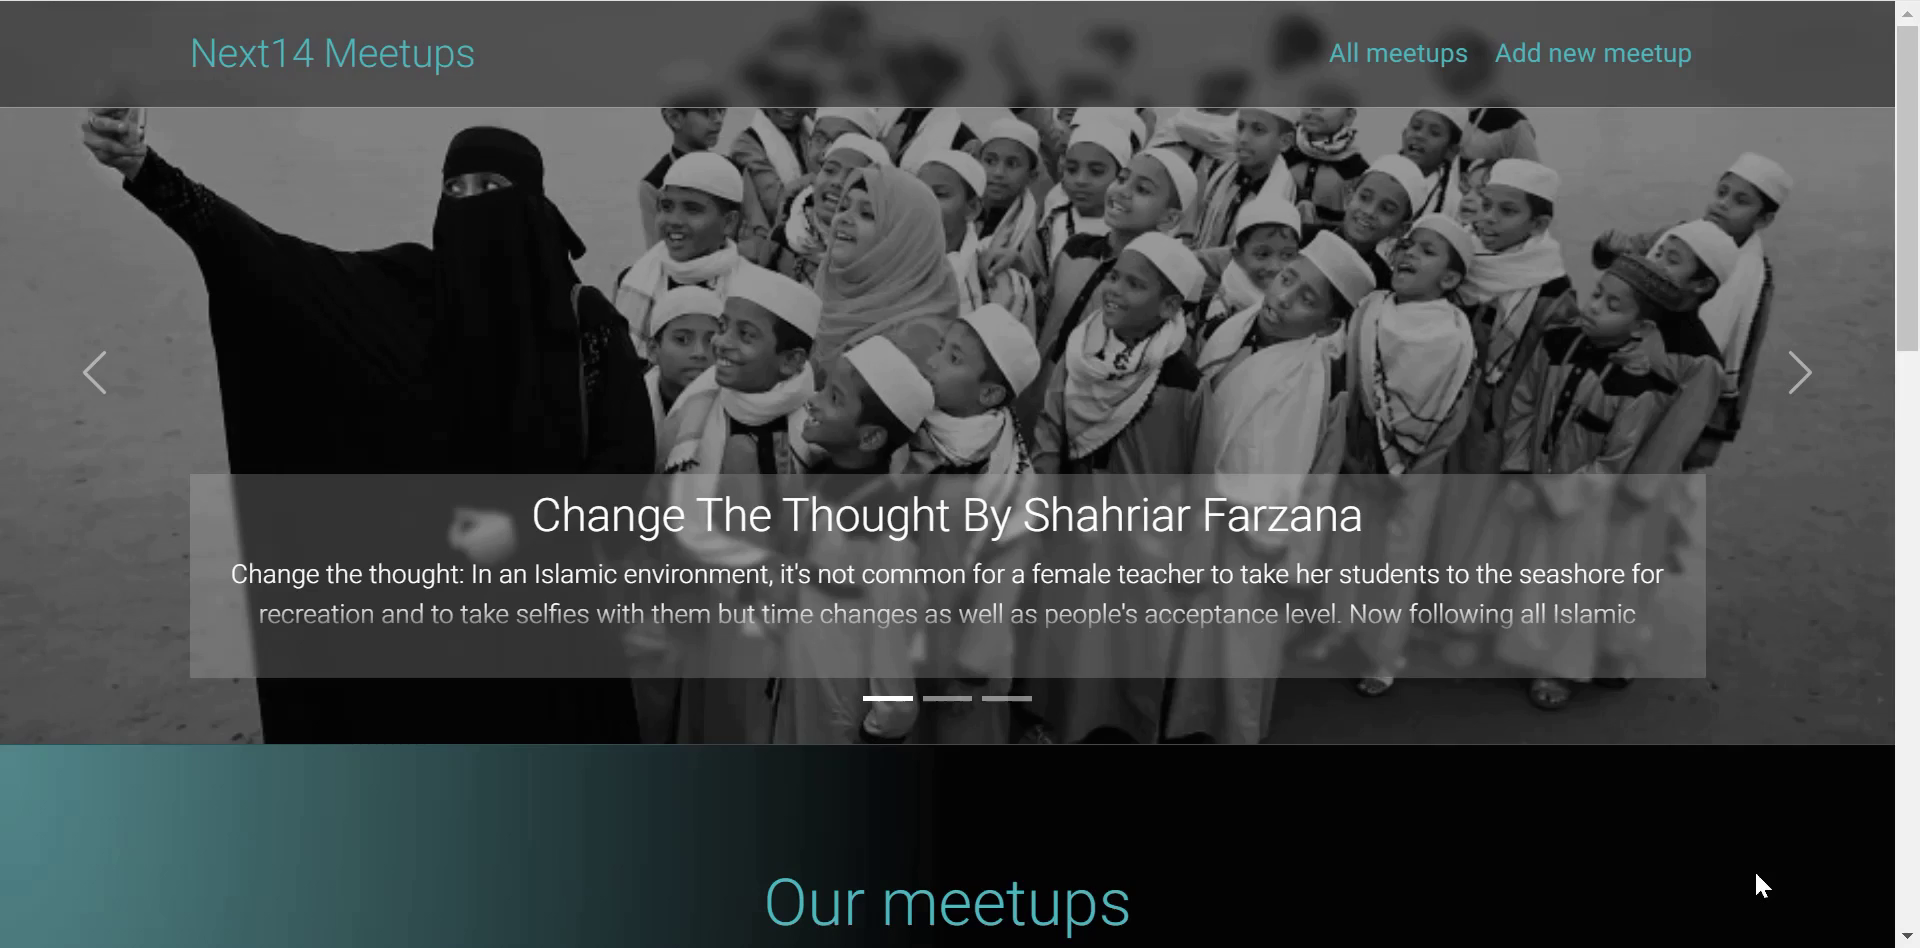 Next14 Meetups
All meetups Add new meetup
Change The Thought By Shahriar Farzana
Change the thought: In an Islamic environment, it's not common for a female teacher to take her students to the seashore for
recreation and to take selfies with them but time changes as well as people's acceptance level. Now following all Islamic
Our meetups